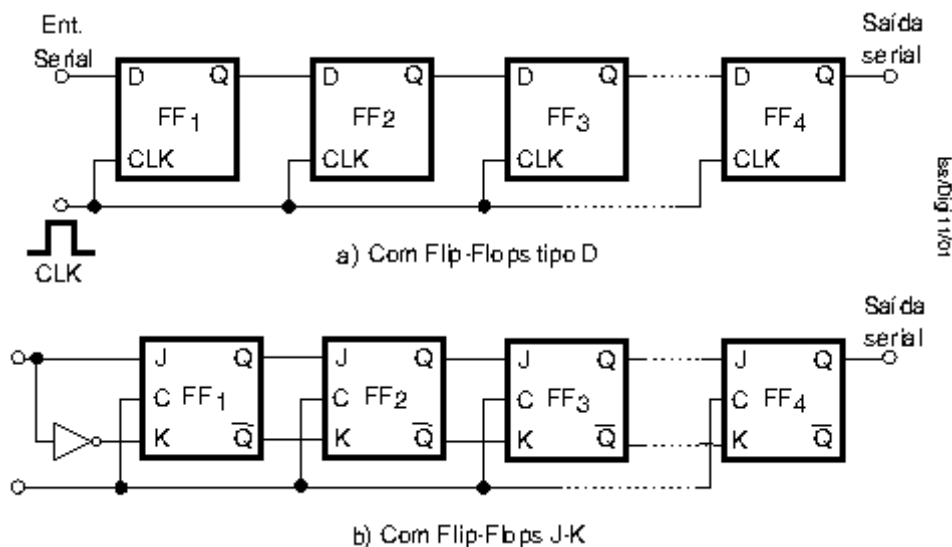 Ent.
Serial
Saída
serial
D Q D Q D Q D Q
FF1 FF2 FF3 FF4
CLK CLK CLK CLK
CLK
a) Com Flip-Flops tipo D
Saída
serial
J Q J Q J Q J Q
C FF1 C FF2 C FF3 C FF4
K Q̅ K Q̅ K Q̅ K Q̅
b) Com Flip-Flops J-K